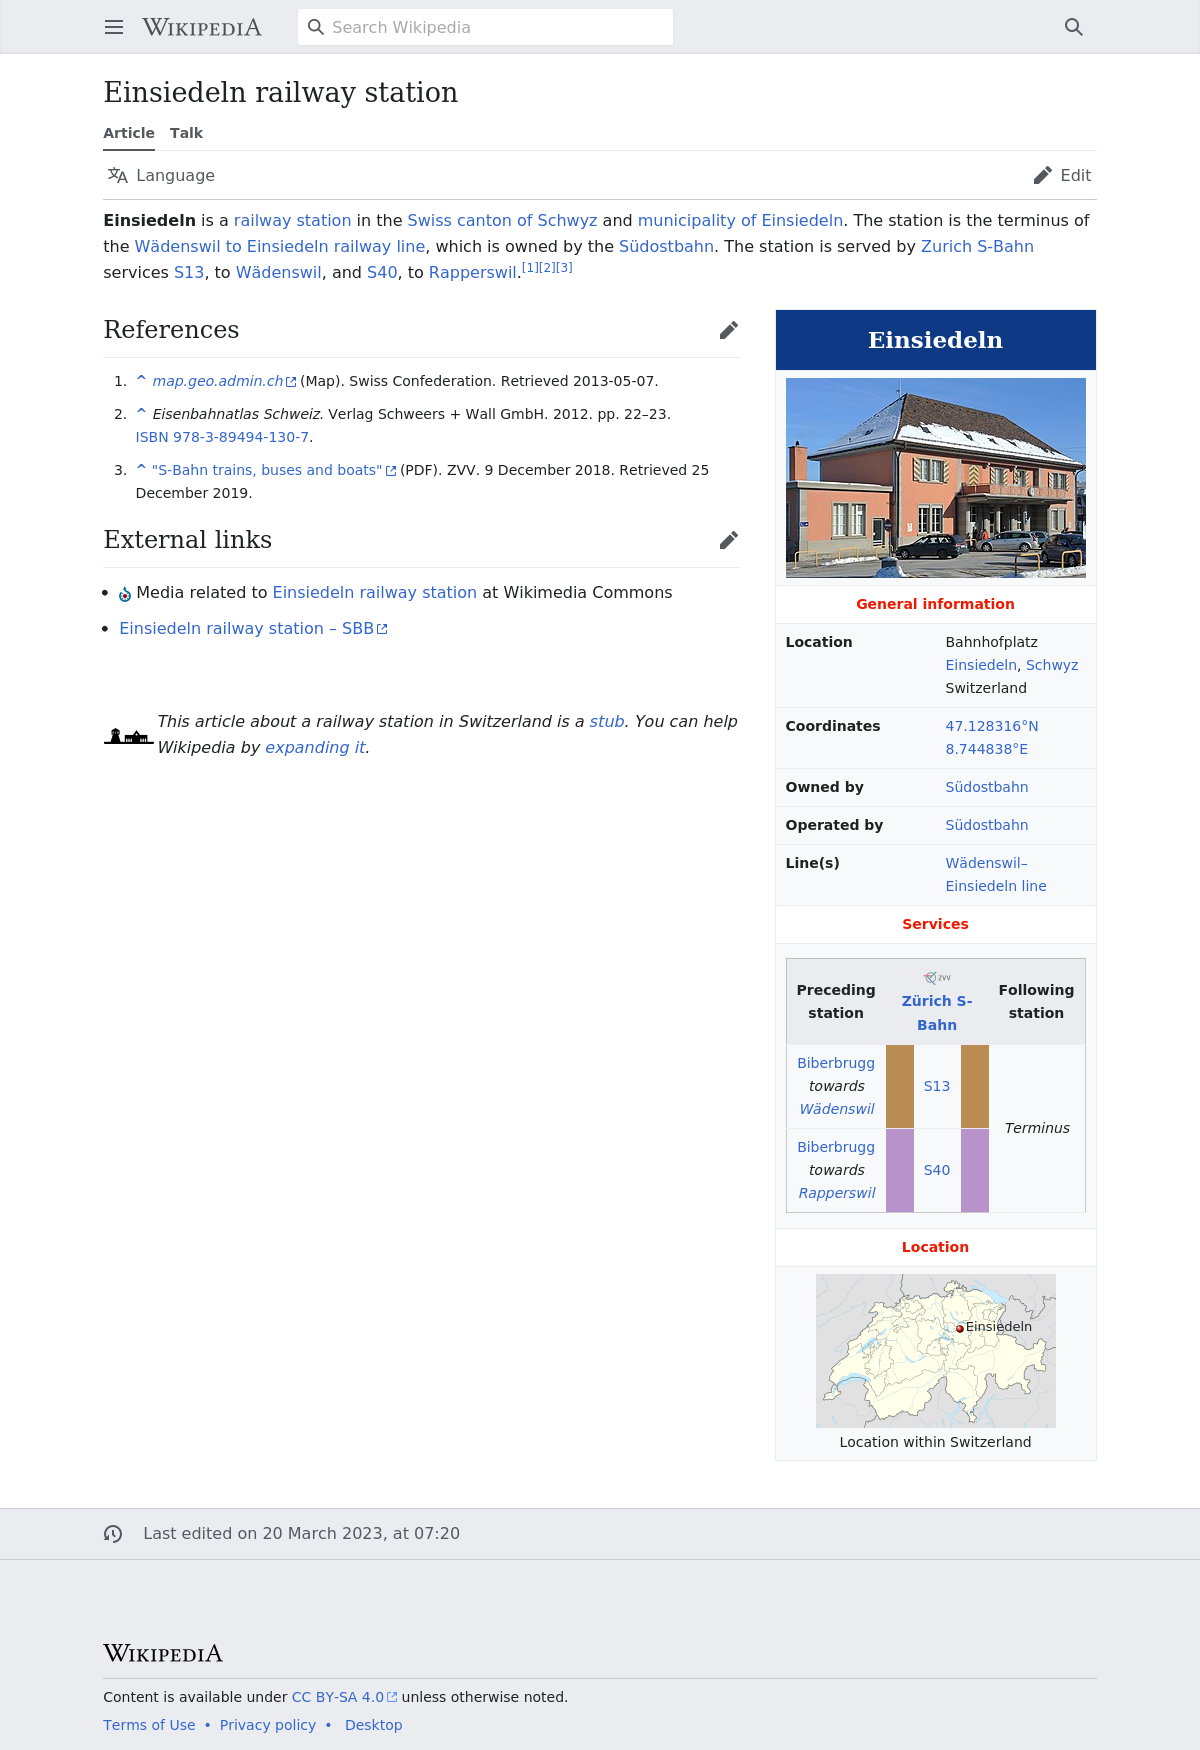 WIKIPEDIA
Search Wikipedia
Einsiedeln railway station
Article Talk
Language
Edit
Einsiedeln is a railway station in the Swiss canton of Schwyz and municipality of Einsiedeln. The station is the terminus of
the Wädenswil to Einsiedeln railway line, which is owned by the Südostbahn. The station is served by Zurich S-Bahn
services S13, to Wädenswil, and S40, to Rapperswil.[1][2][3]
References
1. ^ map.geo.admin.ch (Map). Swiss Confederation. Retrieved 2013-05-07.
2. ^ Eisenbahnatlas Schweiz. Verlag Schweers + Wall GmbH. 2012. pp. 22–23.
ISBN 978-3-89494-130-7.
3. ^ "S-Bahn trains, buses and boats" (PDF). ZVV. 9 December 2018. Retrieved 25
December 2019.
External links
• Media related to Einsiedeln railway station at Wikimedia Commons
• Einsiedeln railway station – SBB
This article about a railway station in Switzerland is a stub. You can help
Wikipedia by expanding it.
Einsiedeln
General information
Location
Bahnhofplatz
Einsiedeln, Schwyz
Switzerland
Coordinates
47.128316°N
8.744838°E
Owned by
Südostbahn
Operated by
Südostbahn
Line(s)
Wädenswil–
Einsiedeln line
Services
Preceding
station
ZVV
Zürich S-
Bahn
Following
station
Biberbrugg
towards
Wädenswil
S13
Terminus
Biberbrugg
towards
Rapperswil
S40
Location
Einsiedeln
Location within Switzerland
Last edited on 20 March 2023, at 07:20
WIKIPEDIA
Content is available under CC BY-SA 4.0 unless otherwise noted.
Terms of Use • Privacy policy • Desktop